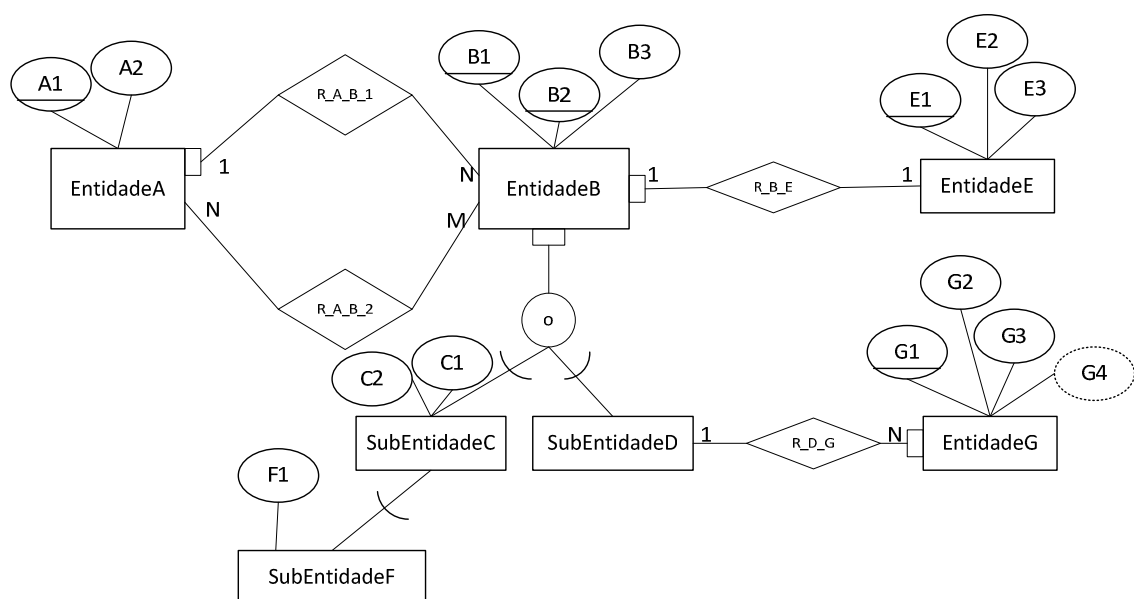 A1
A2
R_A_B_1
B1
B2
B3
E1
E2
E3
EntidadeA
1
N
EntidadeB
1
R_B_E
1
EntidadeE
N
M
R_A_B_2
o
G2
G1
G3
G4
C2
C1
SubEntidadeC
SubEntidadeD
1
R_D_G
N
EntidadeG
F1
SubEntidadeF